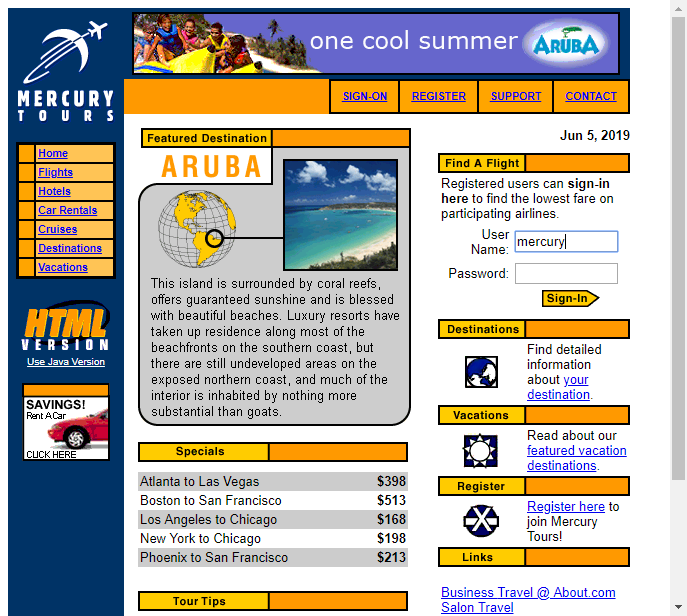 one cool summer ARUBA
MERCURY
TOURS
SIGN-ON REGISTER SUPPORT CONTACT
Home
Flights
Hotels
Car Rentals
Cruises
Destinations
Vacations
HTML
VERSION
Use Java Version
SAVINGS!
Rent A Car
CLICK HERE
Featured Destination
ARUBA
This island is surrounded by coral reefs,
offers guaranteed sunshine and is blessed
with beautiful beaches. Luxury resorts have
taken up residence along most of the
beachfronts on the southern coast, but
there are still undeveloped areas on the
exposed northern coast, and much of the
interior is inhabited by nothing more
substantial than goats.
Specials
Atlanta to Las Vegas $398
Boston to San Francisco $513
Los Angeles to Chicago $168
New York to Chicago $198
Phoenix to San Francisco $213
Tour Tips
Jun 5, 2019
Find A Flight
Registered users can sign-in
here to find the lowest fare on
participating airlines.
User
Name: mercury
Password:
Sign-In
Destinations
Find detailed
information
about your
destination.
Vacations
Read about our
featured vacation
destinations.
Register
Register here to
join Mercury
Tours!
Links
Business Travel @ About.com
Salon Travel